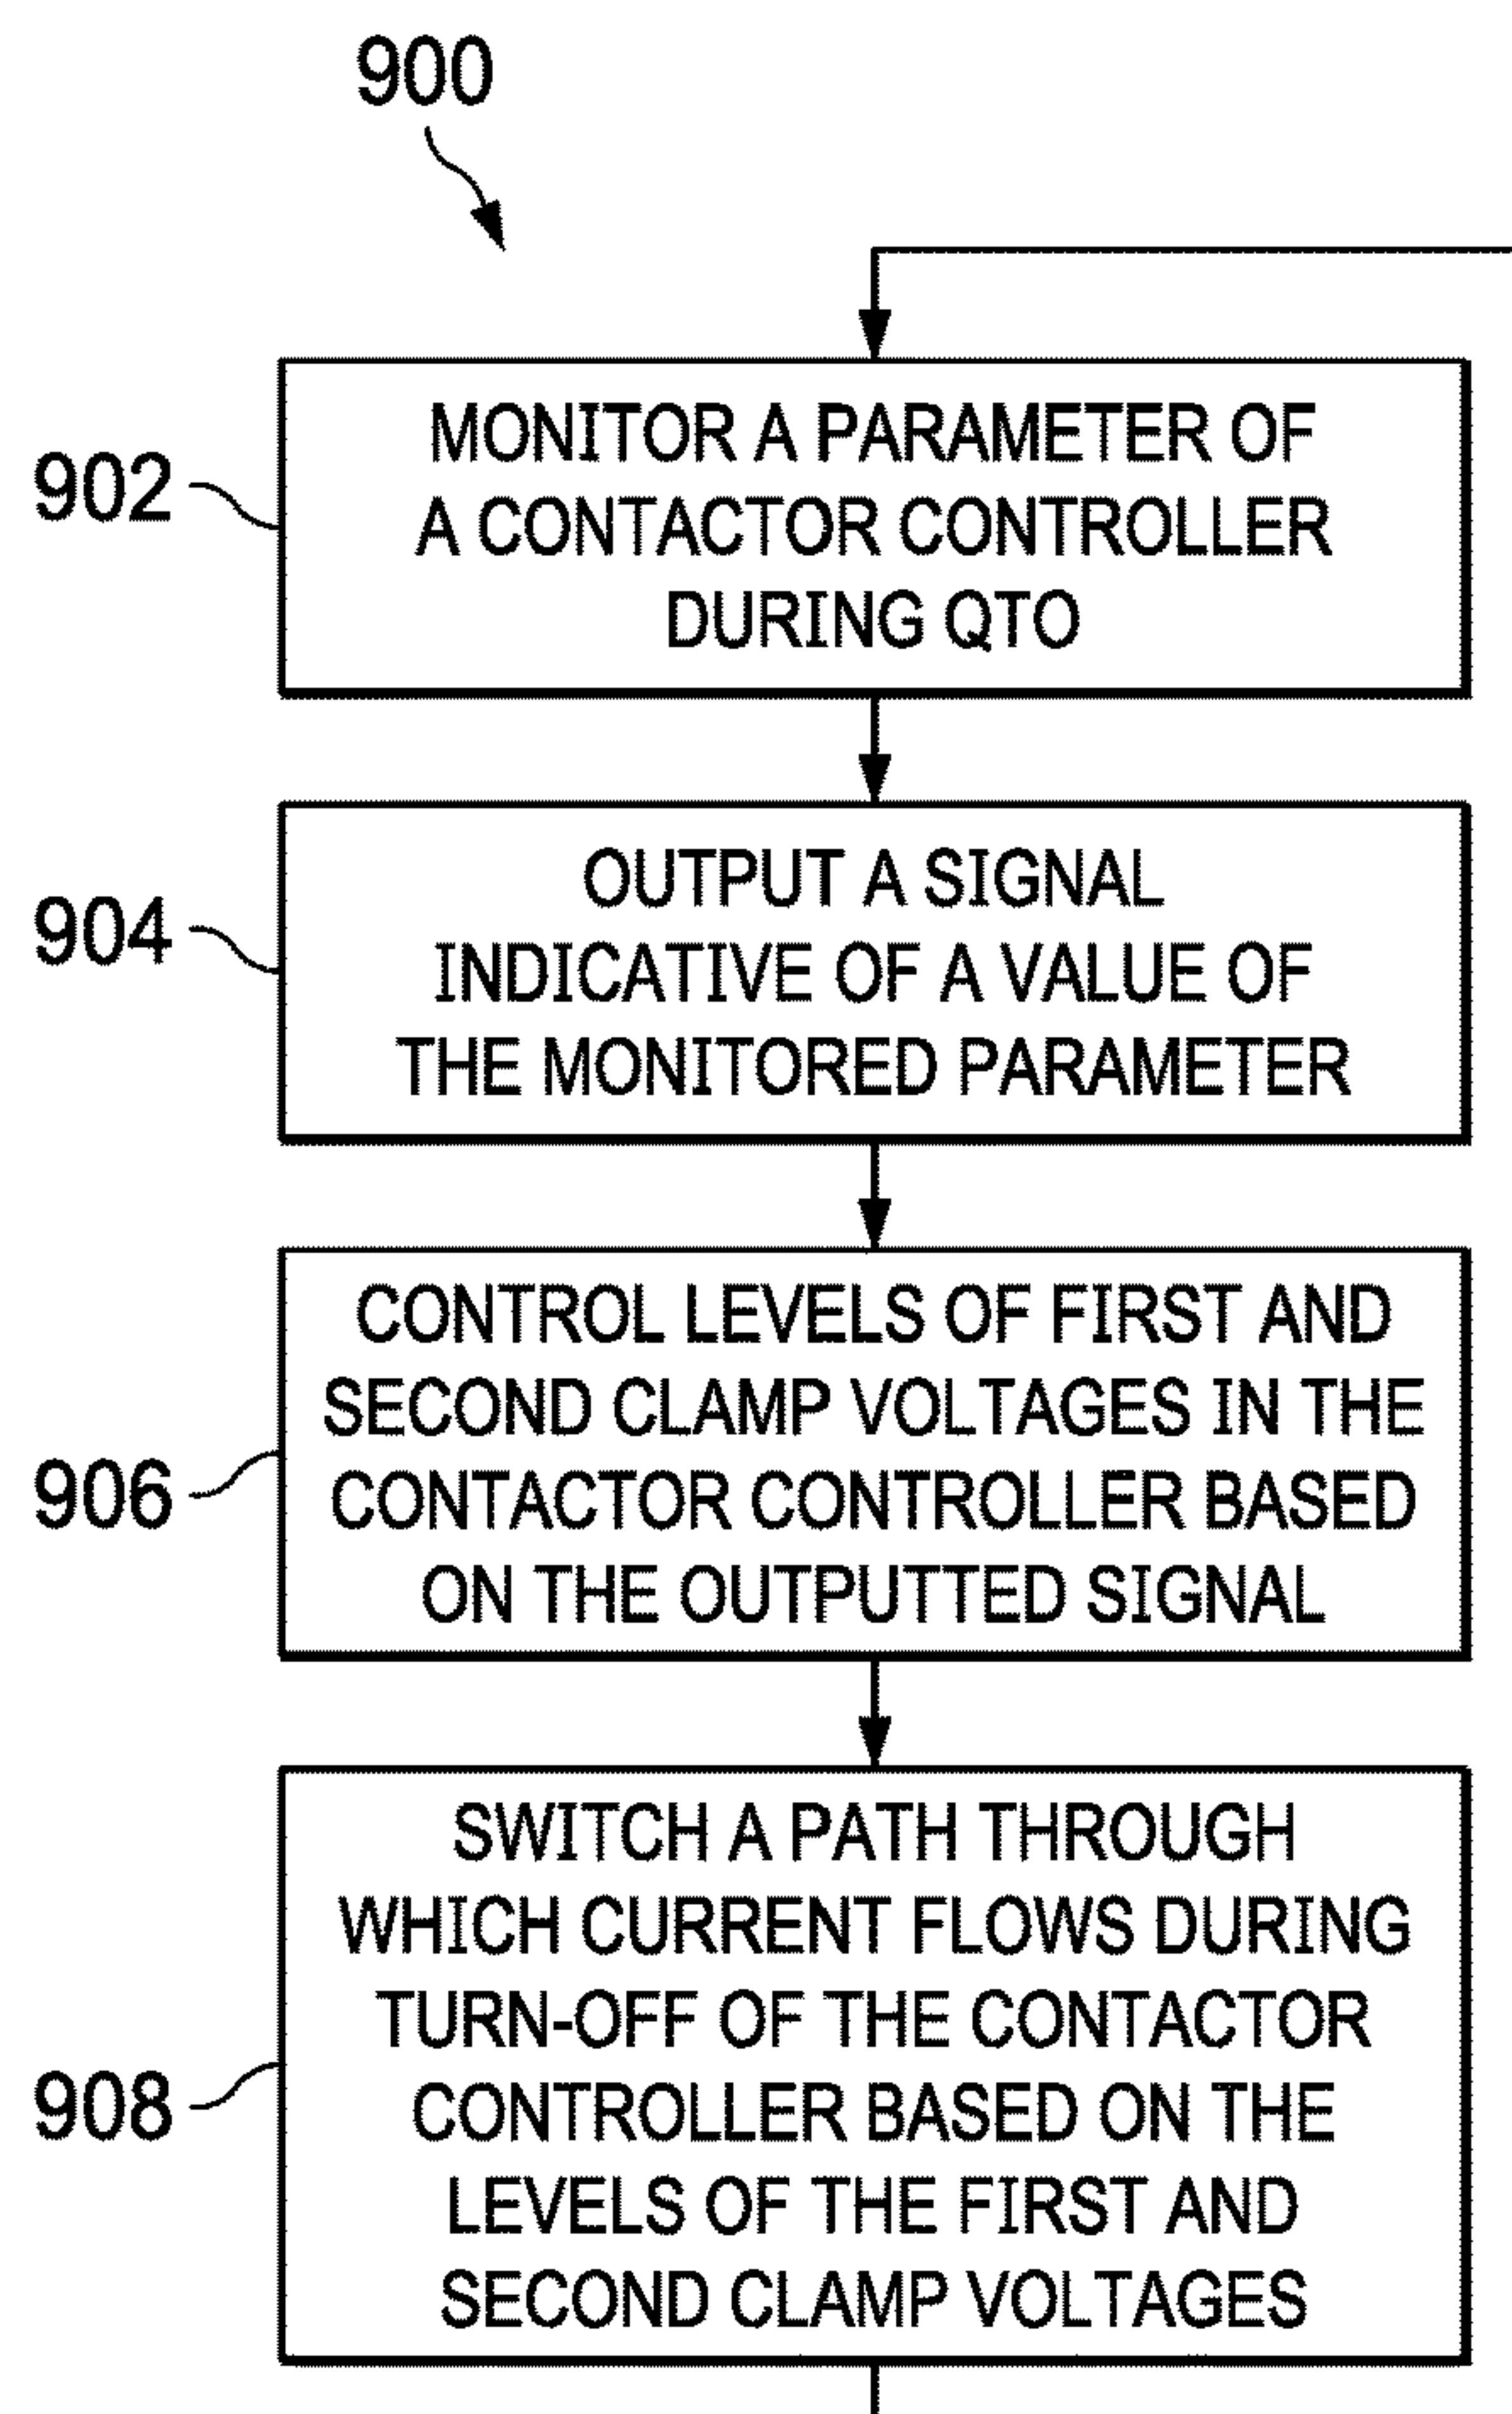 900
902
MONITOR A PARAMETER OF
A CONTACTOR CONTROLLER
DURING QTO
904
OUTPUT A SIGNAL
INDICATIVE OF A VALUE OF
THE MONITORED PARAMETER
906
CONTROL LEVELS OF FIRST AND
SECOND CLAMP VOLTAGES IN THE
CONTACTOR CONTROLLER BASED
ON THE OUTPUTTED SIGNAL
908
SWITCH A PATH THROUGH
WHICH CURRENT FLOWS DURING
TURN-OFF OF THE CONTACTOR
CONTROLLER BASED ON THE
LEVELS OF THE FIRST AND
SECOND CLAMP VOLTAGES